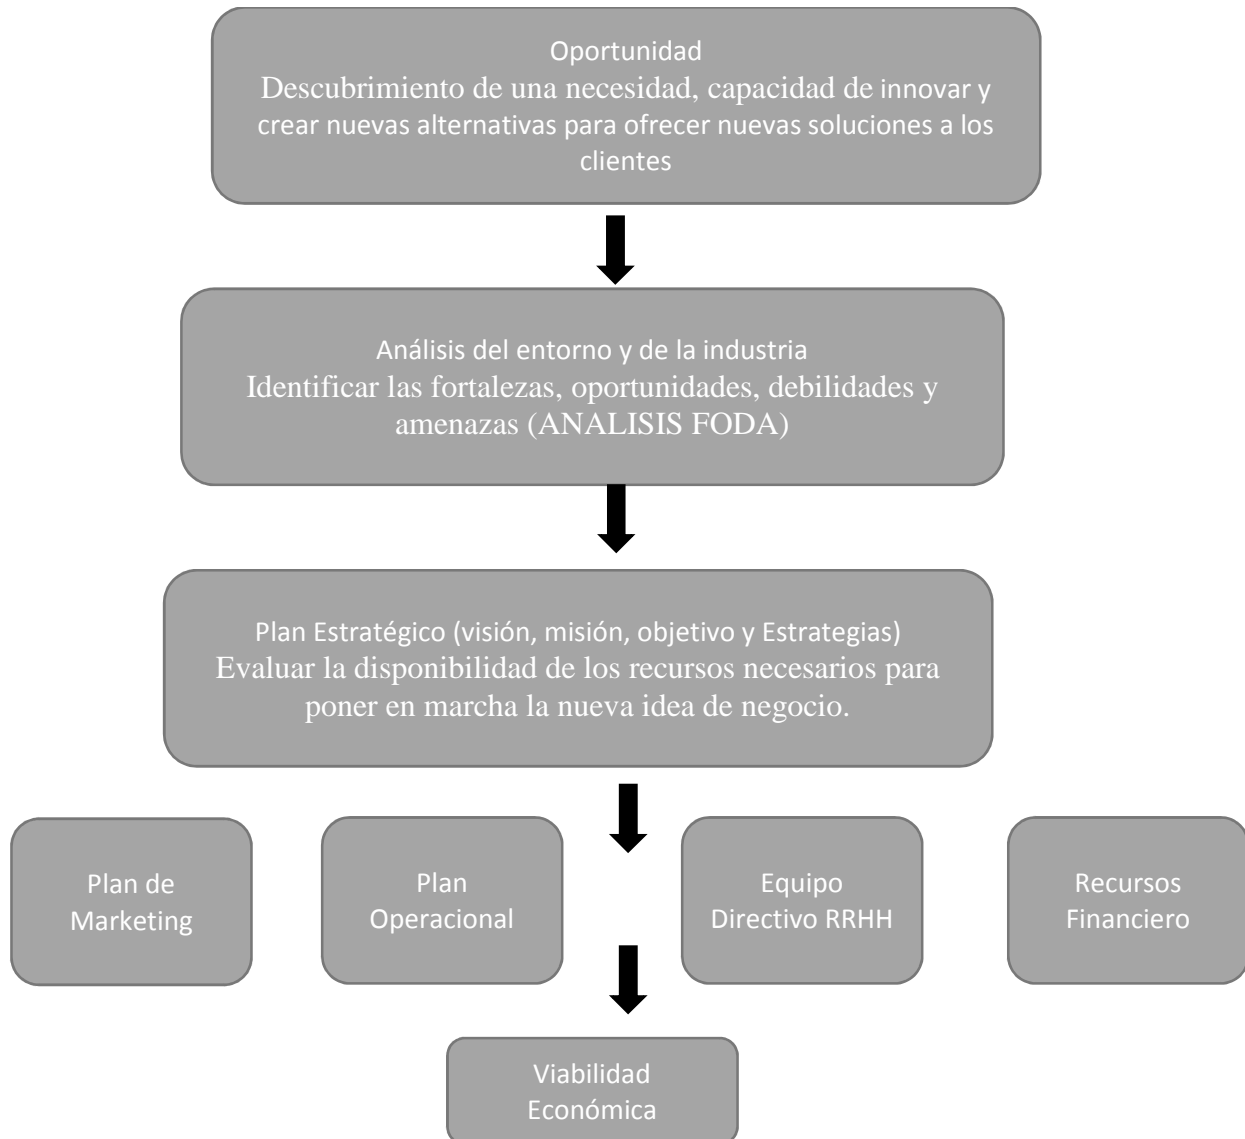 Oportunidad
Descubrimiento de una necesidad, capacidad de innovar y
crear nuevas alternativas para ofrecer nuevas soluciones a los
clientes
Análisis del entorno y de la industria
Identificar las fortalezas, oportunidades, debilidades y
amenazas (ANALISIS FODA)
Plan Estratégico (visión, misión, objetivo y Estrategias)
Evaluar la disponibilidad de los recursos necesarios para
poner en marcha la nueva idea de negocio.
Plan de
Marketing
Plan
Operacional
Equipo
Directivo RRHH
Recursos
Financiero
Viabilidad
Económica